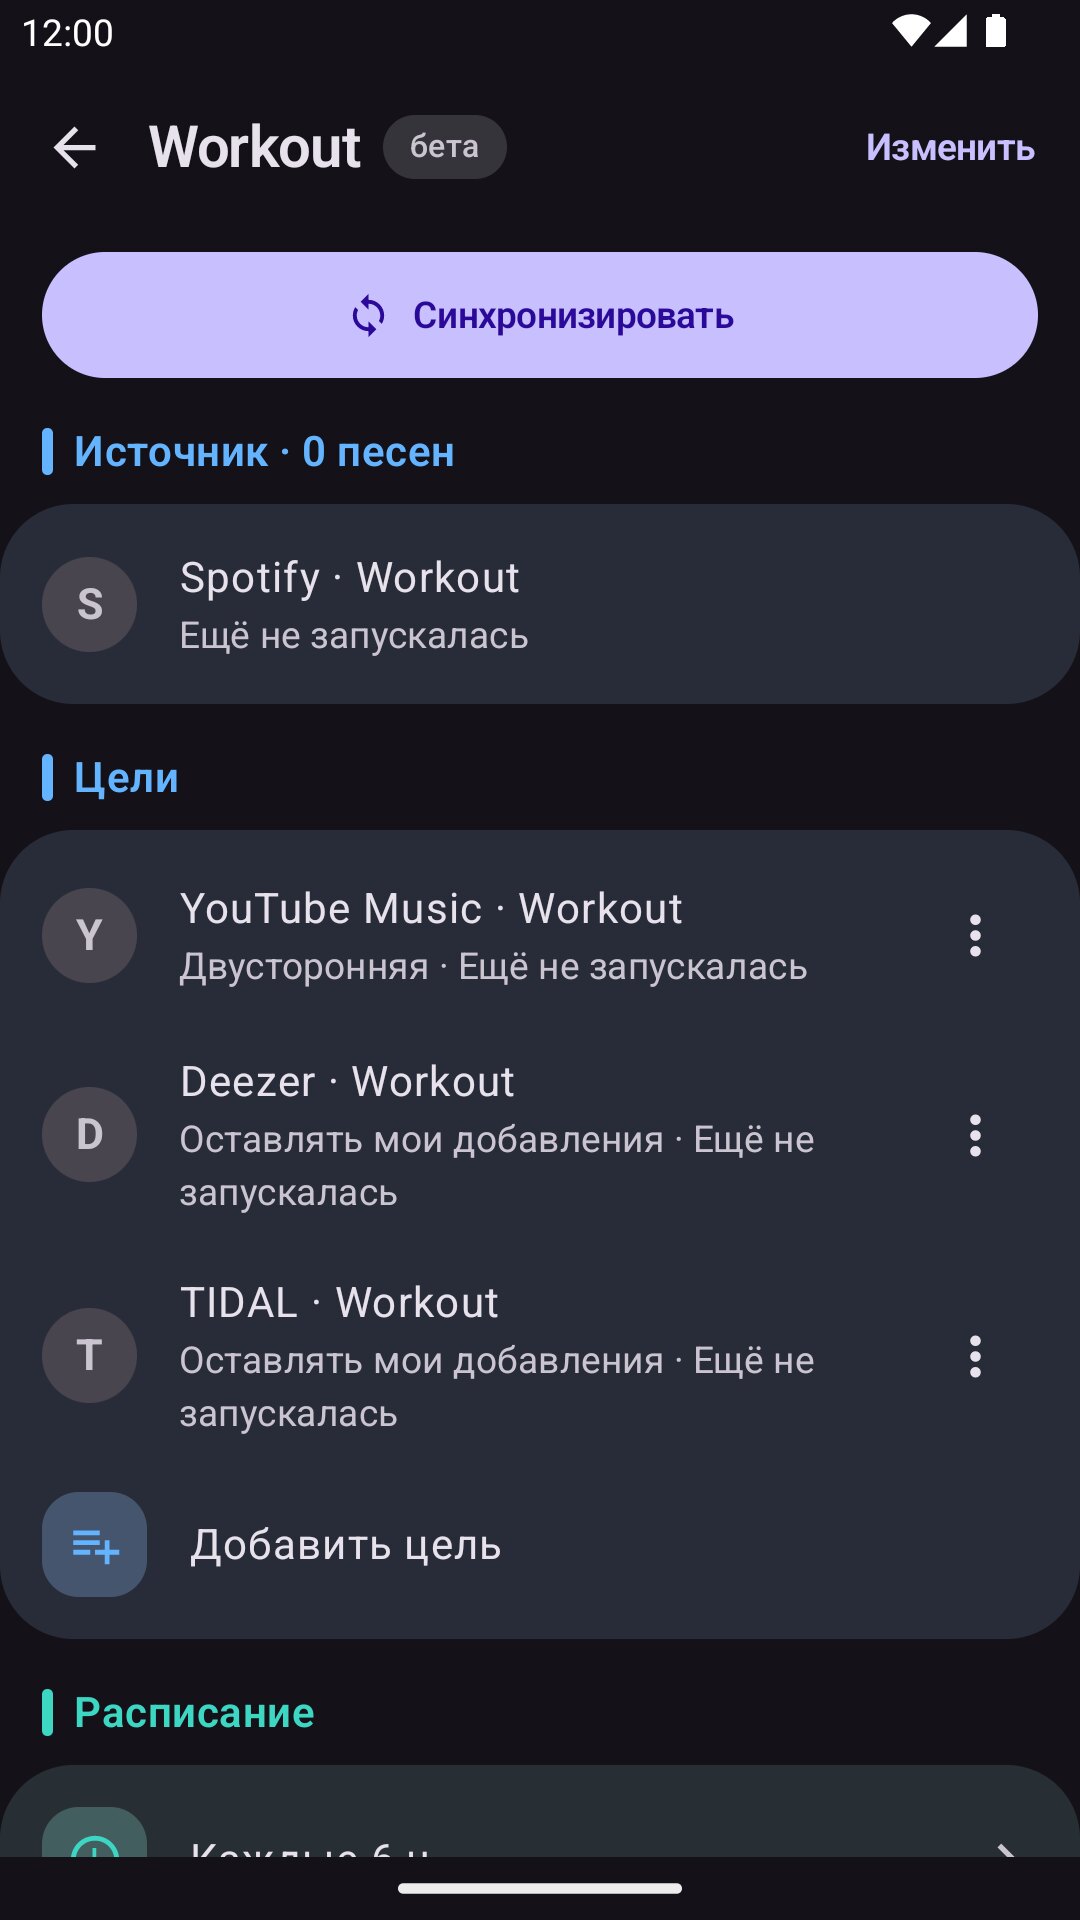 12:00
Workout бета Изменить
Синхронизировать
Источник · 0 песен
S
Spotify · Workout
Ещё не запускалась
Цели
Y
YouTube Music · Workout
Двусторонняя · Ещё не запускалась
D
Deezer · Workout
Оставлять мои добавления · Ещё не
запускалась
T
TIDAL · Workout
Оставлять мои добавления · Ещё не
запускалась
Добавить цель
Расписание
Каждые 6 ч